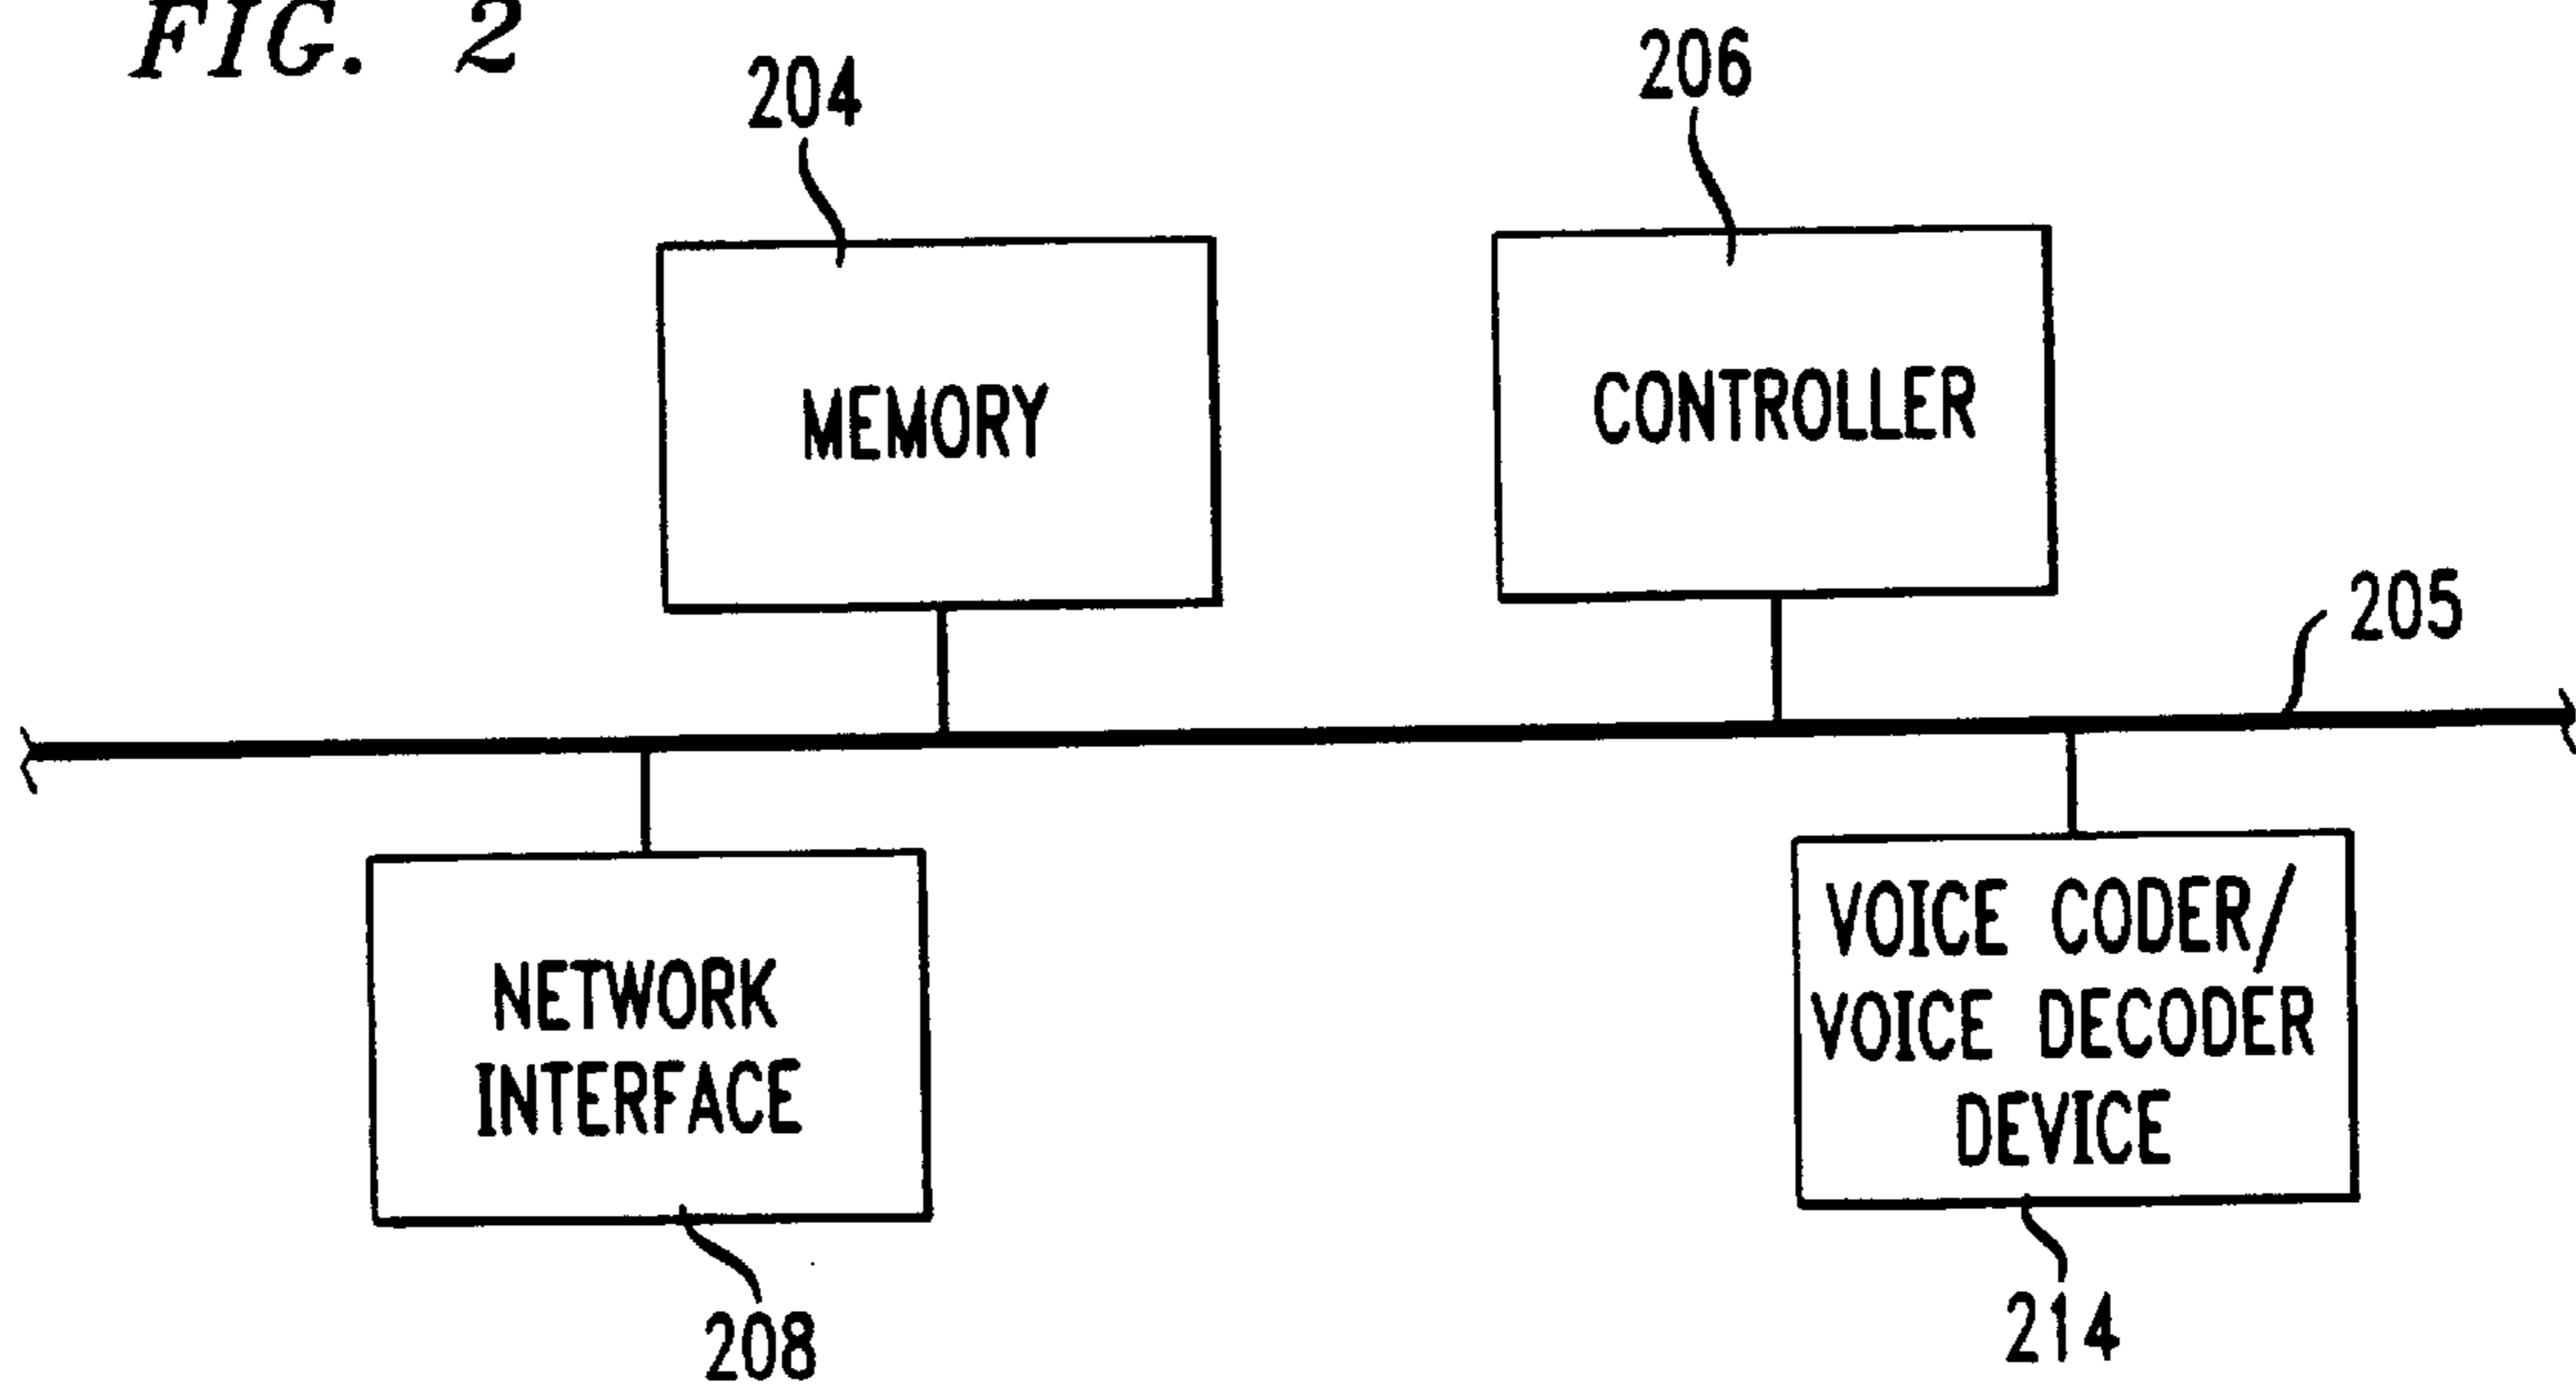 FIG. 2
204
206
MEMORY
CONTROLLER
205
NETWORK
INTERFACE
VOICE CODER/
VOICE DECODER
DEVICE
208
214